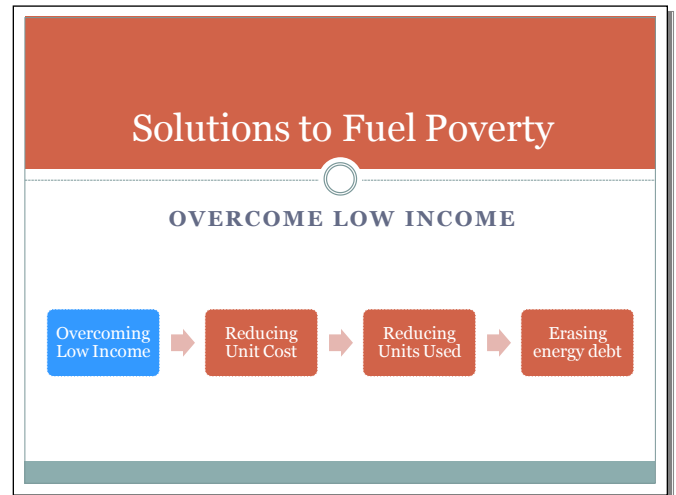 Solutions to Fuel Poverty
OVERCOME LOW INCOME
Overcoming
Low Income
Reducing
Unit Cost
Reducing
Units Used
Erasing
energy debt